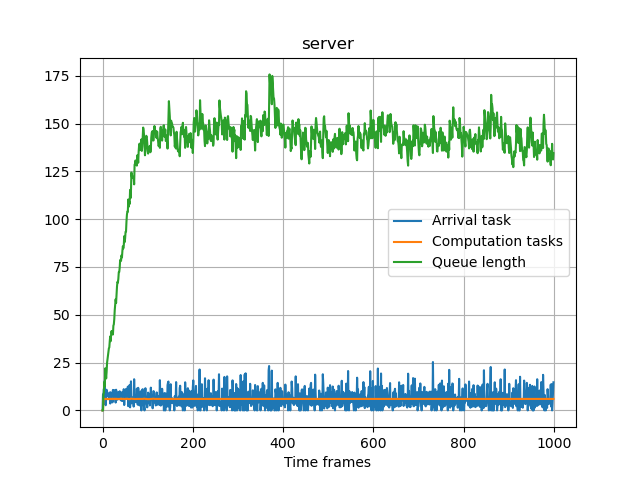 server
175
150
125
100
75
50
25
0
Arrival task
Computation tasks
Queue length
0 200 400 600 800 1000
Time frames